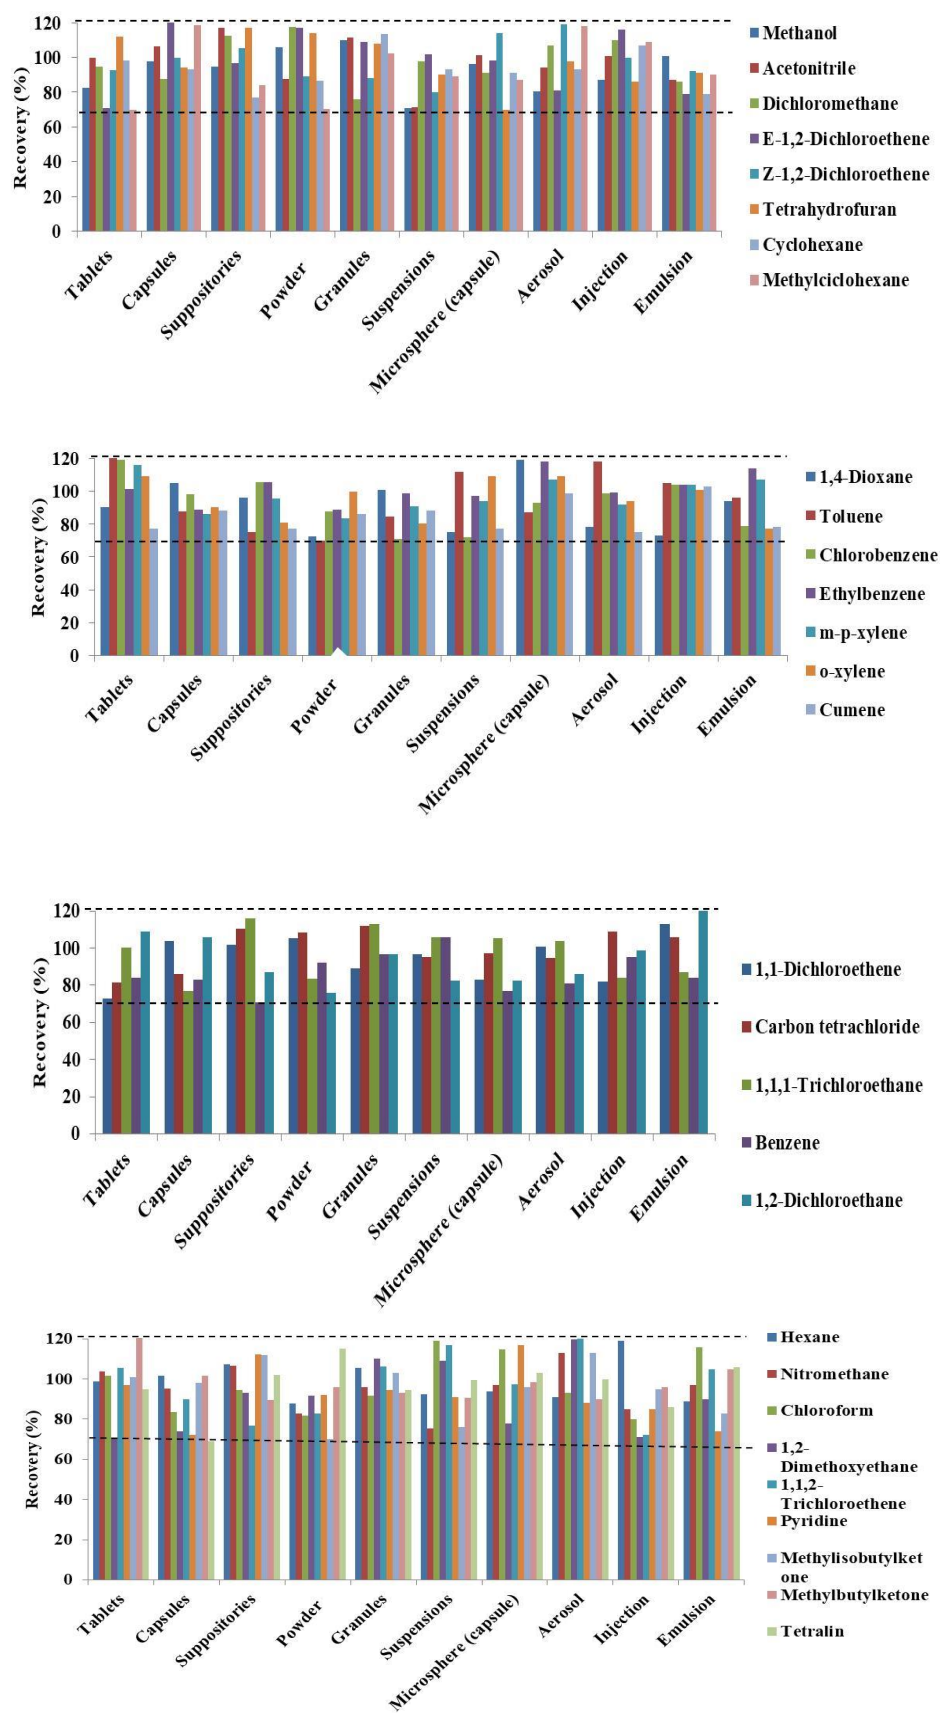 Recovery (%)
120
100
80
60
40
20
0
Tablets
Capsules
Suppositories
Powder
Granules
Suspensions
Microsphere (capsule)
Aerosol
Injection
Emulsion
Methanol
Acetonitrile
Dichloromethane
E-1,2-Dichloroethene
Z-1,2-Dichloroethene
Tetrahydrofuran
Cyclohexane
Methylciclohexane
Recovery (%)
120
100
80
60
40
20
0
Tablets
Capsules
Suppositories
Powder
Granules
Suspensions
Microsphere (capsule)
Aerosol
Injection
Emulsion
1,4-Dioxane
Toluene
Chlorobenzene
Ethylbenzene
m-p-xylene
o-xylene
Cumene
Recovery (%)
120
100
80
60
40
20
0
Tablets
Capsules
Suppositories
Powder
Granules
Suspensions
Microsphere (capsule)
Aerosol
Injection
Emulsion
1,1-Dichloroethene
Carbon tetrachloride
1,1,1-Trichloroethane
Benzene
1,2-Dichloroethane
Recovery (%)
120
100
80
60
40
20
0
Tablets
Capsules
Suppositories
Powder
Granules
Suspensions
Microsphere (capsule)
Aerosol
Injection
Emulsion
Hexane
Nitromethane
Chloroform
1,2-
Dimethoxyethane
1,1,2-
Trichloroethene
Pyridine
Methylisobutylket
one
Methylbutylketone
Tetralin